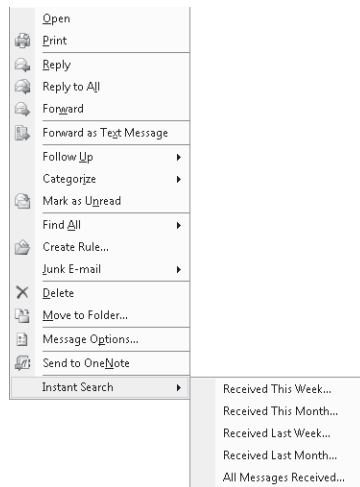 Open
Print
Reply
Reply to All
Forward
Forward as Text Message
Follow Up
Categorize
Mark as Unread
Find All
Create Rule...
Junk E-mail
Delete
Move to Folder...
Message Options...
Send to OneNote
Instant Search
Received This Week...
Received This Month...
Received Last Week...
Received Last Month...
All Messages Received...